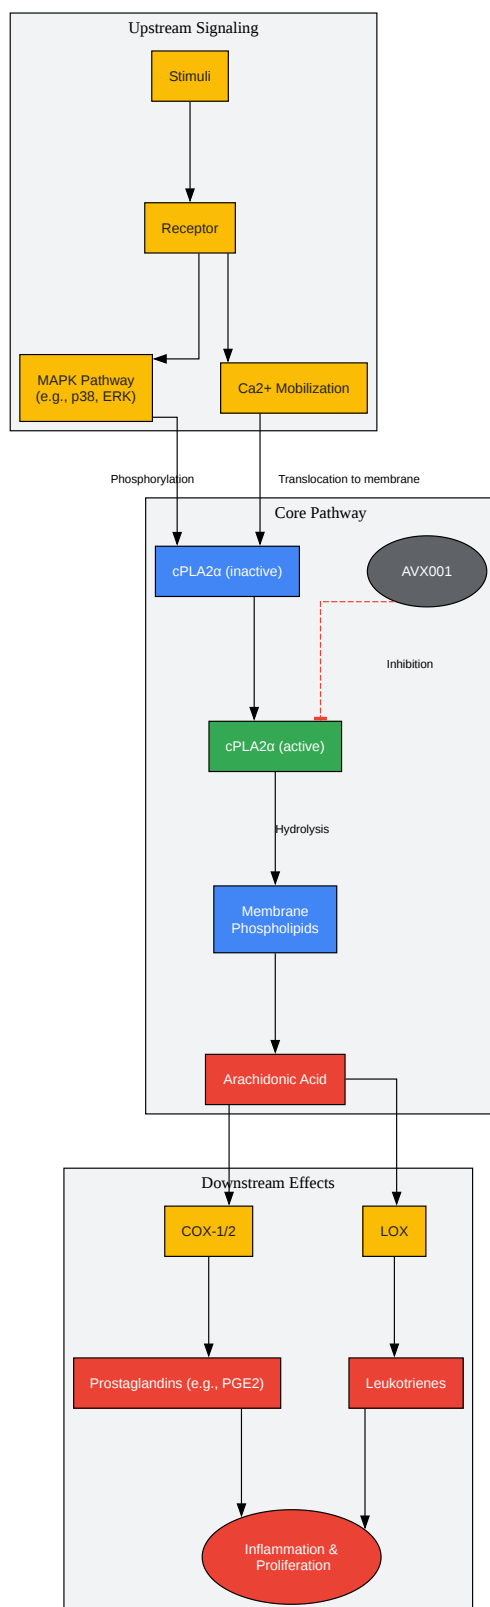 Upstream Signaling
Stimuli
Receptor
MAPK Pathway
(e.g., p38, ERK)
Ca2+ Mobilization
Phosphorylation
Translocation to membrane
Core Pathway
cPLA2α (inactive)
AVX001
Inhibition
cPLA2α (active)
Hydrolysis
Membrane
Phospholipids
Arachidonic Acid
Downstream Effects
COX-1/2
LOX
Prostaglandins (e.g., PGE2)
Leukotrienes
Inflammation &
Proliferation